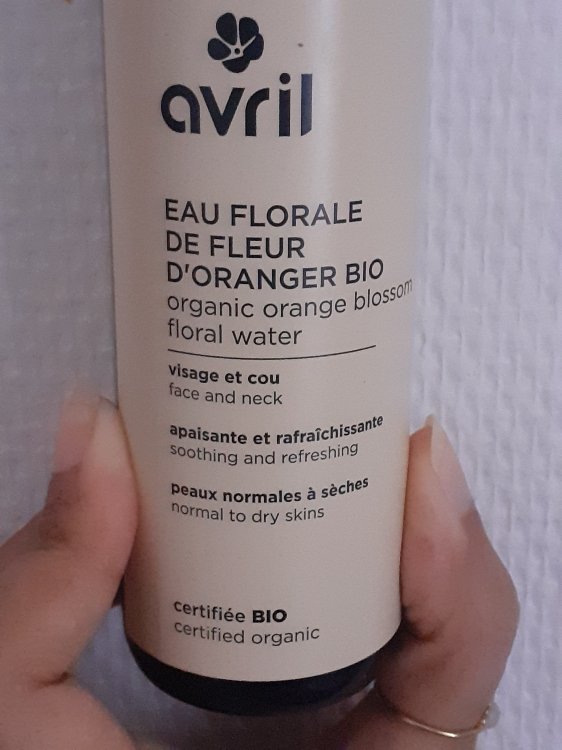 avril
EAU FLORALE
DE FLEUR
D'ORANGER BIO
organic orange blossom
floral water
visage et cou
face and neck
apaisante et rafraîchissante
soothing and refreshing
peaux normales à sèches
normal to dry skins
certifiée BIO
certified organic